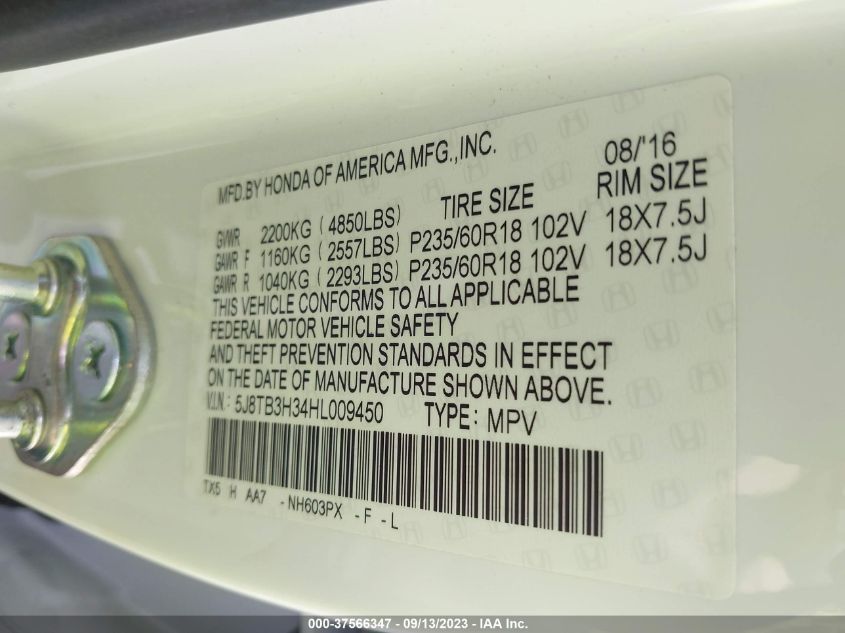 MFD.BY HONDA OF AMERICA MFG.,INC. 08/'16
TIRE SIZE RIM SIZE
GVWR 2200KG (4850LBS)
GAWR F 1160KG (2557LBS) P235/60R18 102V 18X7.5J
GAWR R 1040KG (2293LBS) P235/60R18 102V 18X7.5J
THIS VEHICLE CONFORMS TO ALL APPLICABLE
FEDERAL MOTOR VEHICLE SAFETY
AND THEFT PREVENTION STANDARDS IN EFFECT
ON THE DATE OF MANUFACTURE SHOWN ABOVE.
V.I.N.: 5J8TB3H34HL009450 TYPE: MPV
TX5 H AA7 -NH603PX -F -L
000-37566347 - 09/13/2023 - IAA Inc.